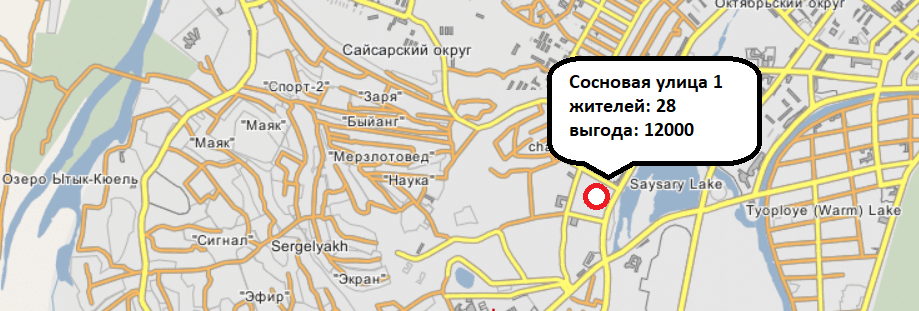 Октябрьский округ
Сайсарский округ
Сосновая улица 1
жителей: 28
выгода: 12000
"Спорт-2"
"Заря"
"Маяк"
"Быйанг"
Маяк"
cha
"Мерзлотовед"
Озеро Ытык-Кюель
"Наука"
Saysary Lake
Tyoploye (Warm) Lake
"Сигнал"
Sergelyakh
"Экран"
"Эфир"